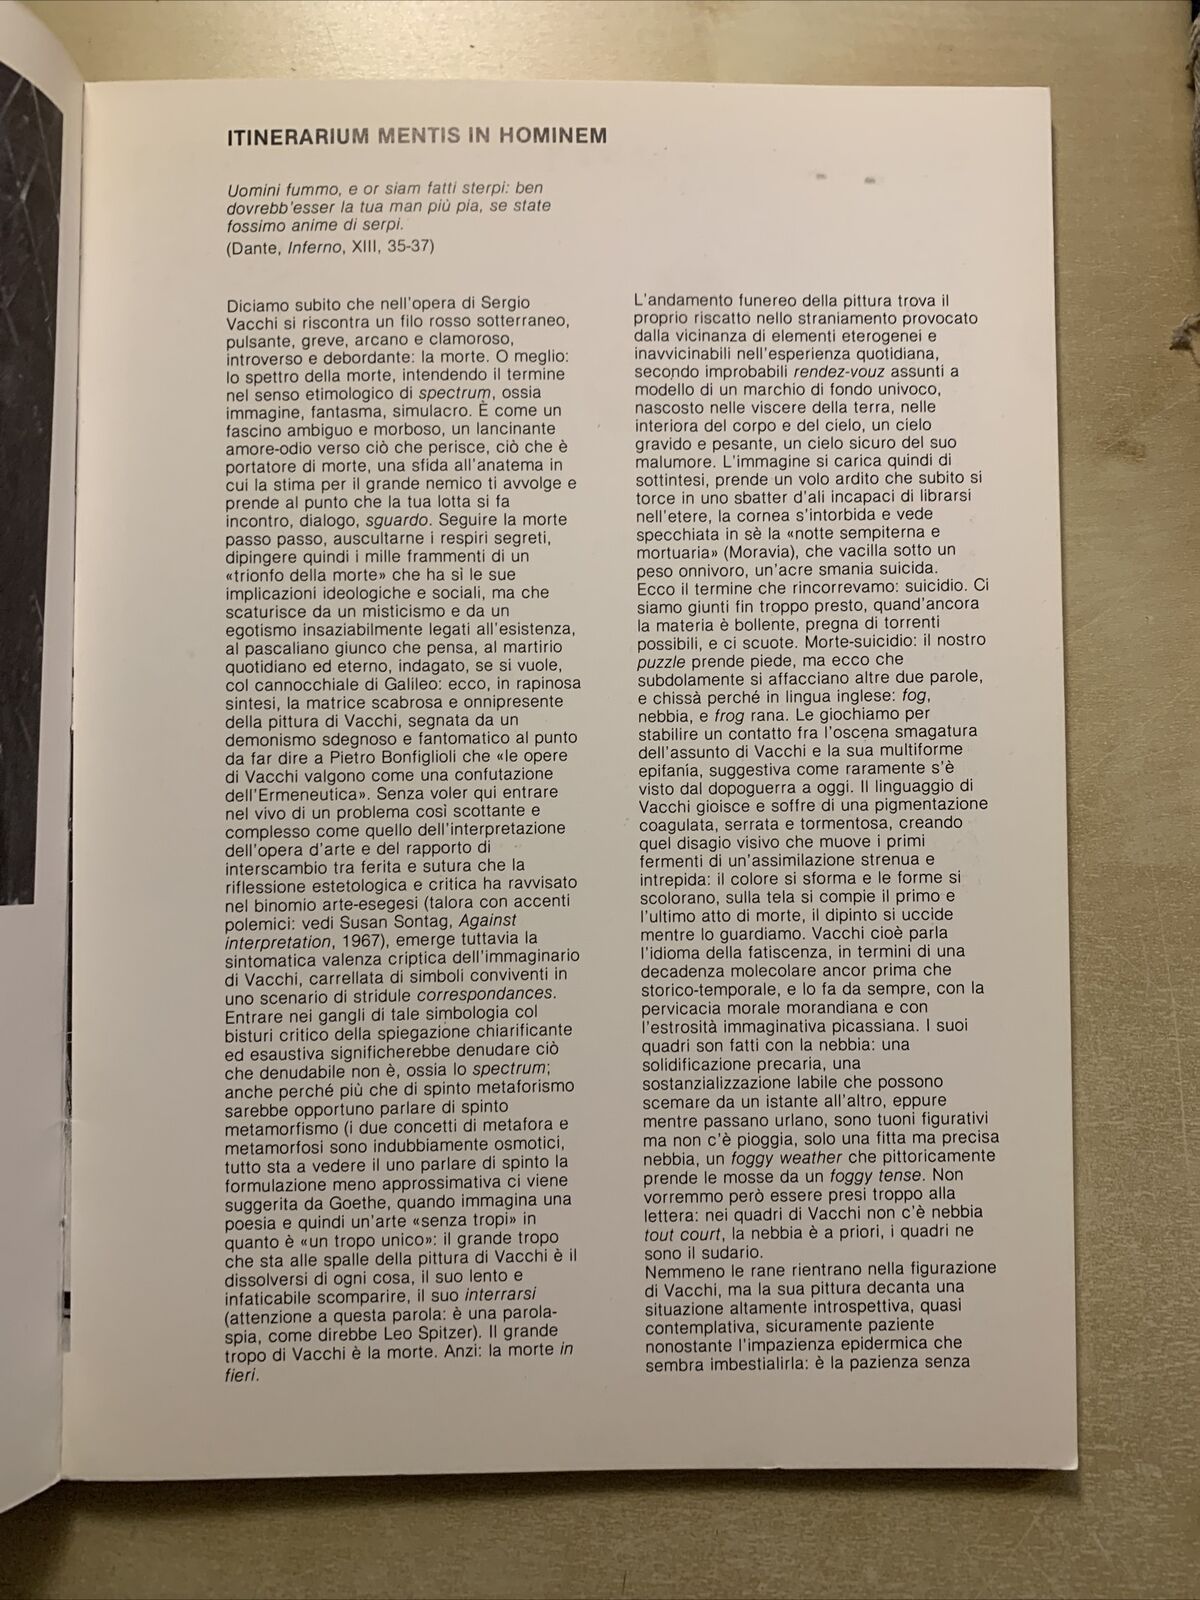 ITINERARIUM MENTIS IN HOMINEM
Uomini fummo, e or siam fatti sterpi: ben
dovrebb'esser la tua man più pia, se state
fossimo anime di serpi.
(Dante, Inferno, XIII, 35-37)
Diciamo subito che nell'opera di Sergio
Vacchi si riscontra un filo rosso sotterraneo,
pulsante, greve, arcano e clamoroso,
introverso e debordante: la morte. O meglio:
lo spettro della morte, intendendo il termine
nel senso etimologico di spectrum, ossia
immagine, fantasma, simulacro. È come un
fascino ambiguo e morboso, un lancinante
amore-odio verso ciò che perisce, ciò che è
portatore di morte, una sfida all'anatema in
cui la stima per il grande nemico ti avvolge e
prende al punto che la tua lotta si fa
incontro, dialogo, sguardo. Seguire la morte
passo passo, auscultarne i respiri segreti,
dipingere quindi i mille frammenti di un
«trionfo della morte» che ha sì le sue
implicazioni ideologiche e sociali, ma che
scaturisce da un misticismo e da un
egotismo insaziabilmente legati all'esistenza,
al pascaliano giunco che pensa, al martirio
quotidiano ed eterno, indagato, se si vuole,
col cannocchiale di Galileo: ecco, in rapinosa
sintesi, la matrice scabrosa e onnipresente
della pittura di Vacchi, segnata da un
demonismo sdegnoso e fantomatico al punto
da far dire a Pietro Bonfiglioli che «le opere
di Vacchi valgono come una confutazione
dell'Ermeneutica». Senza voler qui entrare
nel vivo di un problema così scottante e
complesso come quello dell'interpretazione
dell'opera d'arte e del rapporto di
interscambio tra ferita e sutura che la
riflessione estetologica e critica ha ravvisato
nel binomio arte-esegesi (talora con accenti
polemici: vedi Susan Sontag, Against
interpretation, 1967), emerge tuttavia la
sintomatica valenza criptica dell'immaginario
di Vacchi, carrellata di simboli conviventi in
uno scenario di stridule correspondances.
Entrare nei gangli di tale simbologia col
bisturi critico della spiegazione chiarificante
ed esaustiva significherebbe denudare ciò
che denudabile non è, ossia lo spectrum;
anche perché più che di spinto metaforismo
sarebbe opportuno parlare di spinto
metamorfismo (i due concetti di metafora e
metamorfosi sono indubbiamente osmotici,
tutto sta a vedere il uno parlare di spinto la
formulazione meno approssimativa ci viene
suggerita da Goethe, quando immagina una
poesia e quindi un'arte «senza tropi» in
quanto è «un tropo unico»: il grande tropo
che sta alle spalle della pittura di Vacchi è il
dissolversi di ogni cosa, il suo lento e
infaticabile scomparire, il suo interrarsi
(attenzione a questa parola: è una parola-
spia, come direbbe Leo Spitzer). Il grande
tropo di Vacchi è la morte. Anzi: la morte in
fieri.
L'andamento funereo della pittura trova il
proprio riscatto nello straniamento provocato
dalla vicinanza di elementi eterogenei e
inavvicinabili nell'esperienza quotidiana,
secondo improbabili rendez-vouz assunti a
modello di un marchio di fondo univoco,
nascosto nelle viscere della terra, nelle
interiora del corpo e del cielo, un cielo
gravido e pesante, un cielo sicuro del suo
malumore. L'immagine si carica quindi di
sottintesi, prende un volo ardito che subito si
torce in uno sbatter d'ali incapaci di librarsi
nell'etere, la cornea s'intorbida e vede
specchiata in sè la «notte sempiterna e
mortuaria» (Moravia), che vacilla sotto un
peso onnivoro, un'acre smania suicida.
Ecco il termine che rincorrevamo: suicidio. Ci
siamo giunti fin troppo presto, quand'ancora
la materia è bollente, pregna di torrenti
possibili, e ci scuote. Morte-suicidio: il nostro
puzzle prende piede, ma ecco che
subdolamente si affacciano altre due parole,
e chissà perché in lingua inglese: fog,
nebbia, e frog rana. Le giochiamo per
stabilire un contatto fra l'oscena smagatura
dell'assunto di Vacchi e la sua multiforme
epifania, suggestiva come raramente s'è
visto dal dopoguerra a oggi. Il linguaggio di
Vacchi gioisce e soffre di una pigmentazione
coagulata, serrata e tormentosa, creando
quel disagio visivo che muove i primi
fermenti di un'assimilazione strenua e
intrepida: il colore si sforma e le forme si
scolorano, sulla tela si compie il primo e
l'ultimo atto di morte, il dipinto si uccide
mentre lo guardiamo. Vacchi cioè parla
l'idioma della fatiscenza, in termini di una
decadenza molecolare ancor prima che
storico-temporale, e lo fa da sempre, con la
pervicacia morale morandiana e con
l'estrosità immaginativa picassiana. I suoi
quadri son fatti con la nebbia: una
solidificazione precaria, una
sostanzializzazione labile che possono
scemare da un istante all'altro, eppure
mentre passano urlano, sono tuoni figurativi
ma non c'è pioggia, solo una fitta ma precisa
nebbia, un foggy weather che pittoricamente
prende le mosse da un foggy tense. Non
vorremmo però essere presi troppo alla
lettera: nei quadri di Vacchi non c'è nebbia
tout court, la nebbia è a priori, i quadri ne
sono il sudario.
Nemmeno le rane rientrano nella figurazione
di Vacchi, ma la sua pittura decanta una
situazione altamente introspettiva, quasi
contemplativa, sicuramente paziente
nonostante l'impazienza epidermica che
sembra imbestialirla: è la pazienza senza